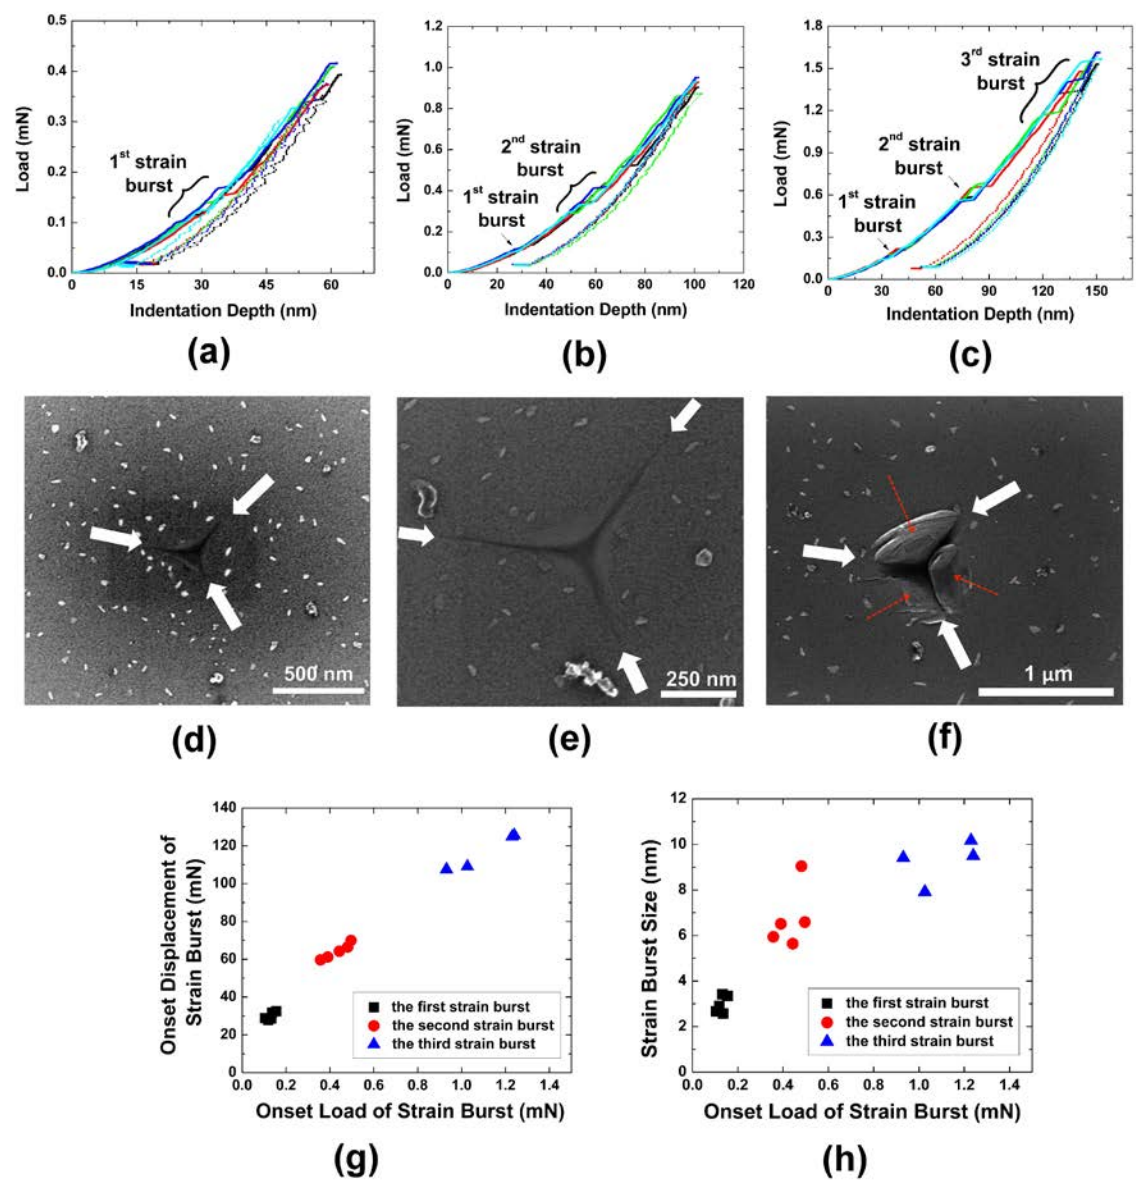 0.5
0.4
0.3
0.2
0.1
0.0
Load (mN)
1st strain
burst
0 15 30 45 60
Indentation Depth (nm)
(a)
1.2
1.0
0.8
0.6
0.4
0.2
0.0
Load (mN)
2nd strain
burst
1st strain
burst
0 20 40 60 80 100 120
Indentation Depth (nm)
(b)
1.8
1.5
1.2
0.9
0.6
0.3
0.0
Load (mN)
3rd strain
burst
2nd strain
burst
1st strain
burst
0 30 60 90 120 150
Indentation Depth (nm)
(c)
500 nm
(d)
250 nm
(e)
1 µm
(f)
140
120
100
80
60
40
20
0
Onset Displacement of
Strain Burst (mN)
the first strain burst
the second strain burst
the third strain burst
0.0 0.2 0.4 0.6 0.8 1.0 1.2 1.4
Onset Load of Strain Burst (mN)
(g)
12
10
8
6
4
2
0
Strain Burst Size (nm)
the first strain burst
the second strain burst
the third strain burst
0.0 0.2 0.4 0.6 0.8 1.0 1.2 1.4
Onset Load of Strain Burst (mN)
(h)